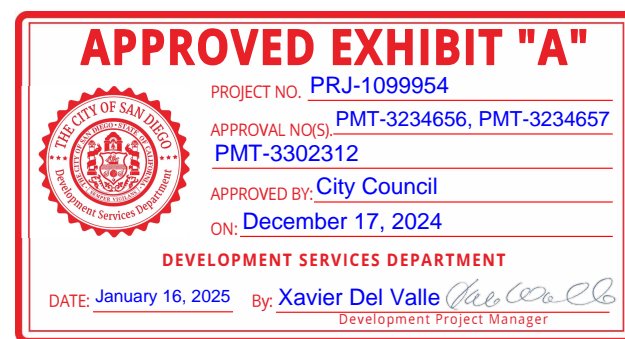 APPROVED EXHIBIT "A"
PROJECT NO. PRJ-1099954
APPROVAL NO(S). PMT-3234656, PMT-3234657
PMT-3302312
APPROVED BY: City Council
ON: December 17, 2024
THE CITY OF SAN DIEGO
Development Services Department
DEVELOPMENT SERVICES DEPARTMENT
DATE: January 16, 2025 By: Xavier Del Valle
Development Project Manager